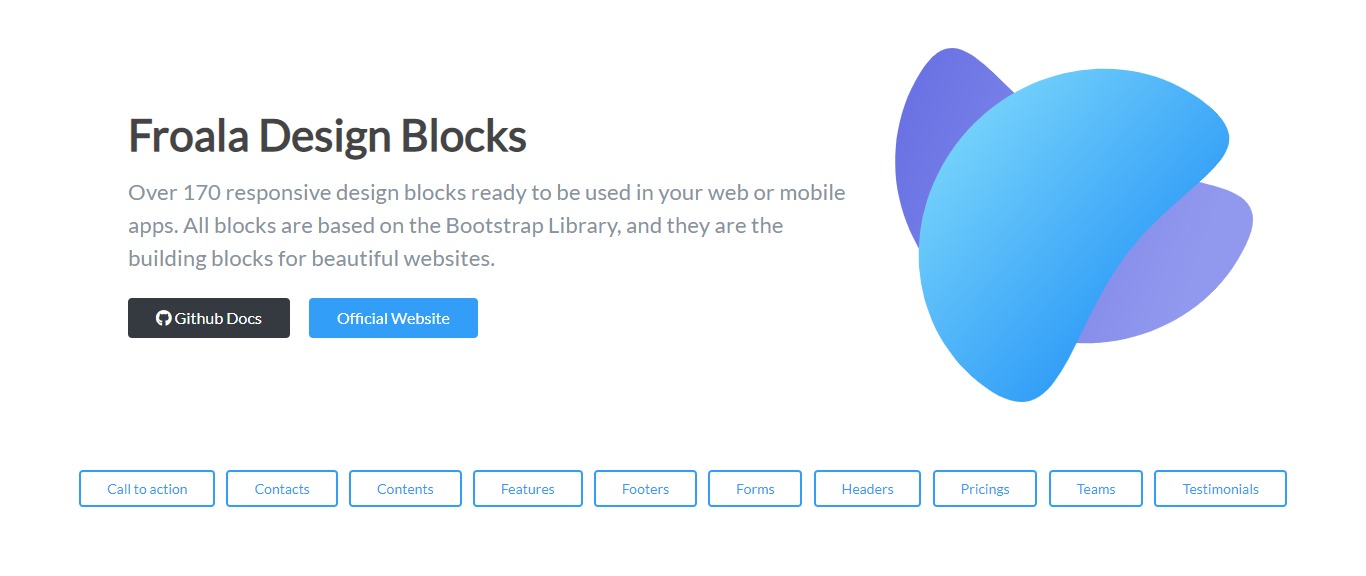 Froala Design Blocks
Over 170 responsive design blocks ready to be used in your web or mobile
apps. All blocks are based on the Bootstrap Library, and they are the
building blocks for beautiful websites.
Github Docs
Official Website
Call to action
Contacts
Contents
Features
Footers
Forms
Headers
Pricings
Teams
Testimonials